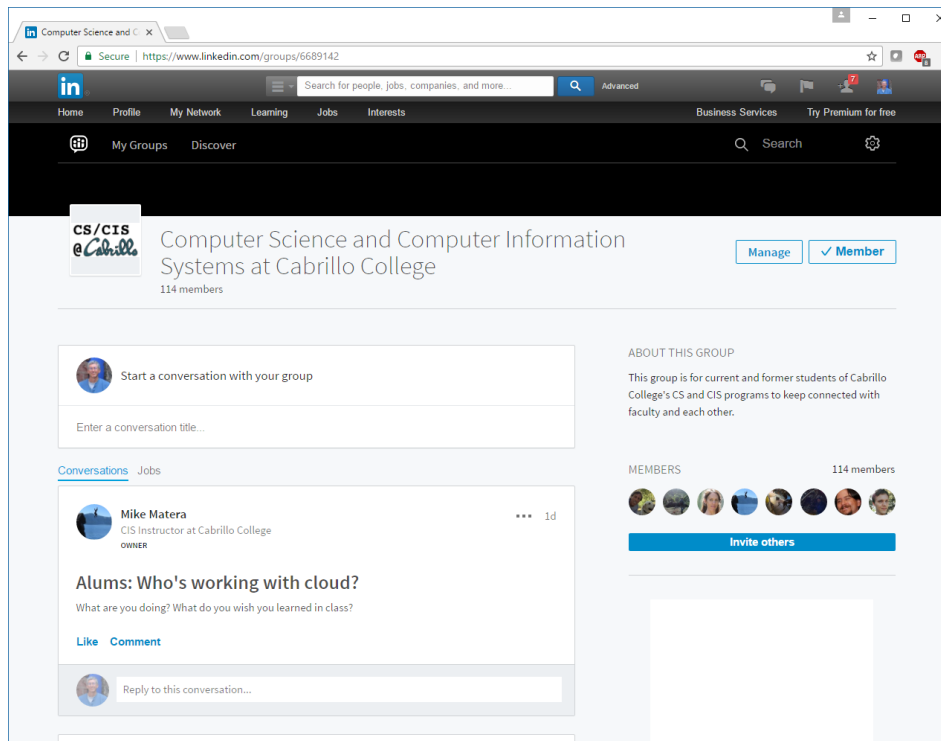 Computer Science and C
Secure | https://www.linkedin.com/groups/6689142
ABP
8
in
Search for people, jobs, companies, and more...
Advanced
7
Home Profile My Network Learning Jobs Interests Business Services Try Premium for free
My Groups Discover Search
CS/CIS
@Cabrillo
Computer Science and Computer Information
Systems at Cabrillo College
114 members
Manage
Member
Start a conversation with your group
Enter a conversation title...
Conversations Jobs
Mike Matera
1d
CIS Instructor at Cabrillo College
OWNER
Alums: Who's working with cloud?
What are you doing? What do you wish you learned in class?
Like Comment
Reply to this conversation...
ABOUT THIS GROUP
This group is for current and former students of Cabrillo
College's CS and CIS programs to keep connected with
faculty and each other.
MEMBERS 114 members
Invite others